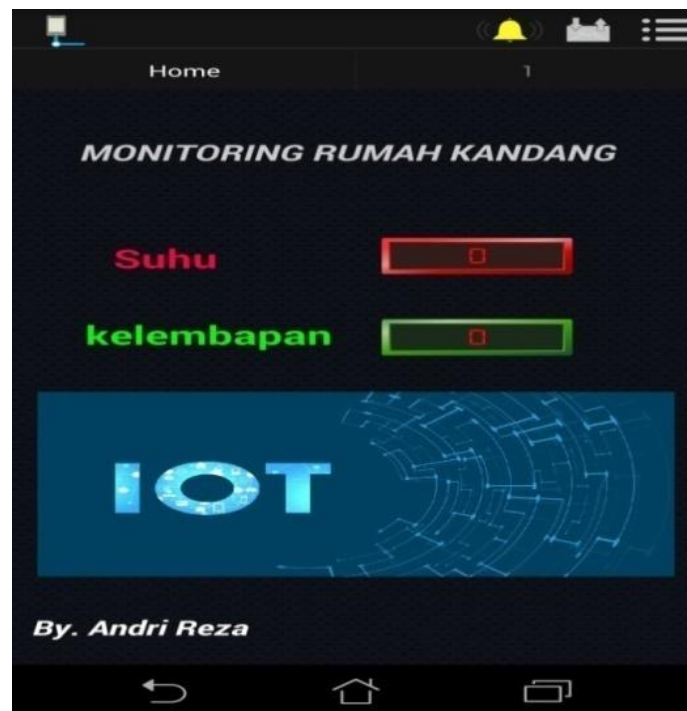 Home 1
MONITORING RUMAH KANDANG
Suhu 0
kelembapan 0
IOT
By. Andri Reza